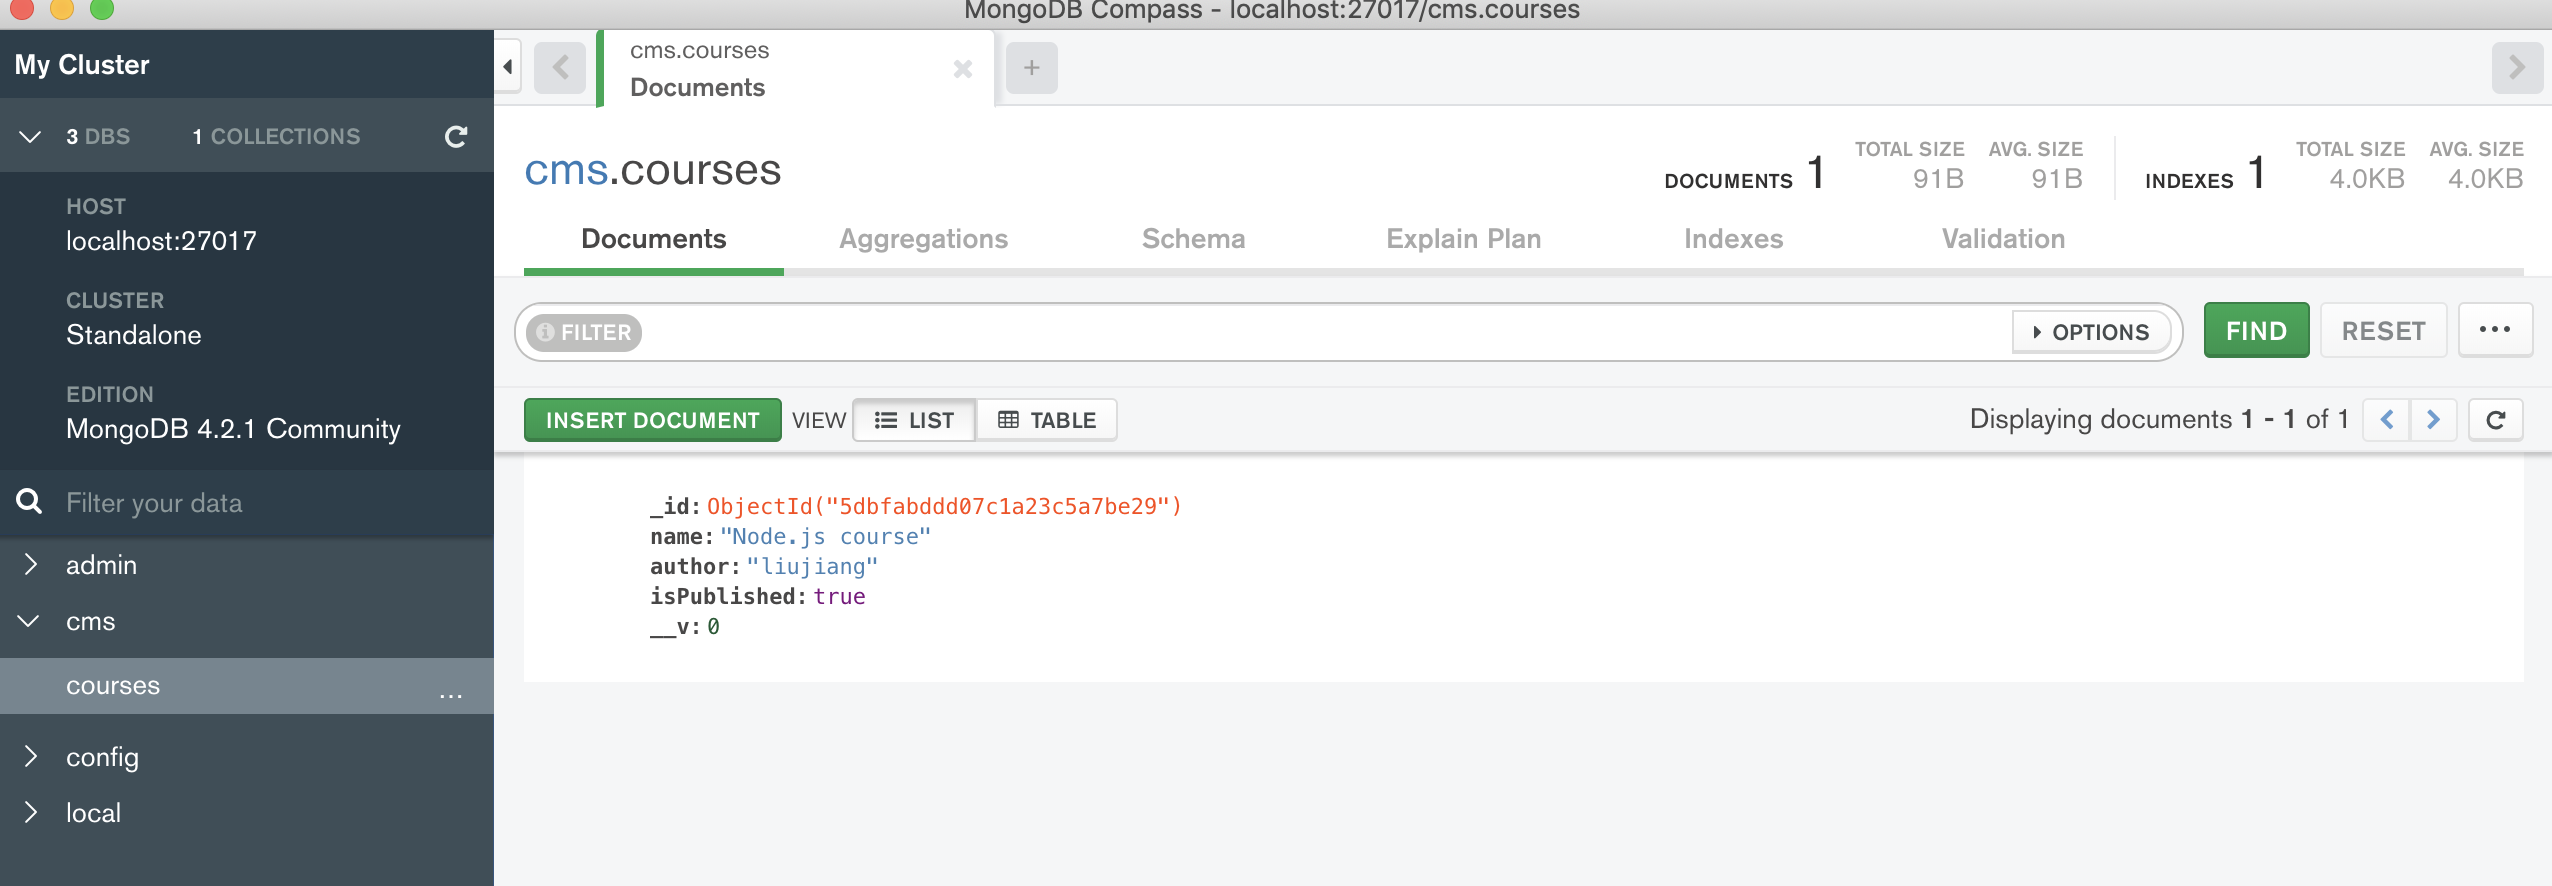 MongoDB Compass - localhost:27017/cms.courses
My Cluster
3 DBS 1 COLLECTIONS
HOST
localhost:27017
CLUSTER
Standalone
EDITION
MongoDB 4.2.1 Community
Filter your data
admin
cms
courses ...
config
local
cms.courses
Documents
cms.courses
DOCUMENTS 1 TOTAL SIZE 91B AVG. SIZE 91B
INDEXES 1 TOTAL SIZE 4.0KB AVG. SIZE 4.0KB
Documents Aggregations Schema Explain Plan Indexes Validation
FILTER OPTIONS FIND RESET ...
INSERT DOCUMENT VIEW LIST TABLE Displaying documents 1 - 1 of 1
_id: ObjectId("5dbfabddd07c1a23c5a7be29")
name: "Node.js course"
author: "liujiang"
isPublished: true
__v: 0